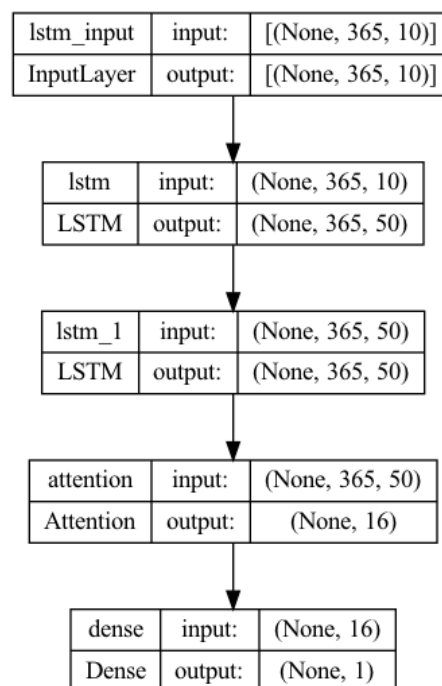 lstm_input input: [(None, 365, 10)]
InputLayer output: [(None, 365, 10)]
lstm input: (None, 365, 10)
LSTM output: (None, 365, 50)
lstm_1 input: (None, 365, 50)
LSTM output: (None, 365, 50)
attention input: (None, 365, 50)
Attention output: (None, 16)
dense input: (None, 16)
Dense output: (None, 1)